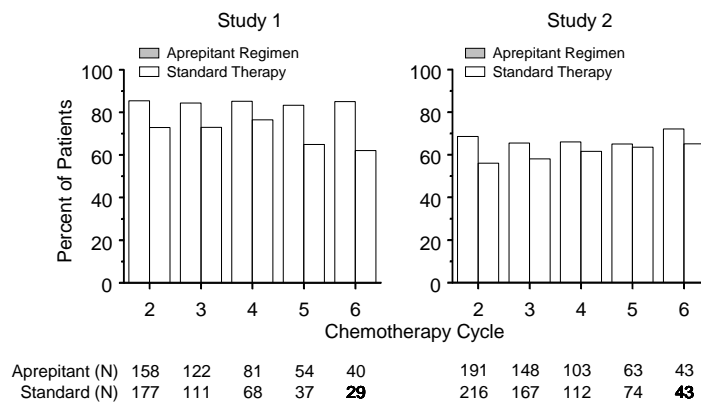 Study 1
Study 2
Aprepitant Regimen
Standard Therapy
Aprepitant Regimen
Standard Therapy
Percent of Patients
100
80
60
40
20
0
100
80
60
40
20
0
2 3 4 5 6
2 3 4 5 6
Chemotherapy Cycle
Aprepitant (N) 158 122 81 54 40 191 148 103 63 43
Standard (N) 177 111 68 37 29 216 167 112 74 43